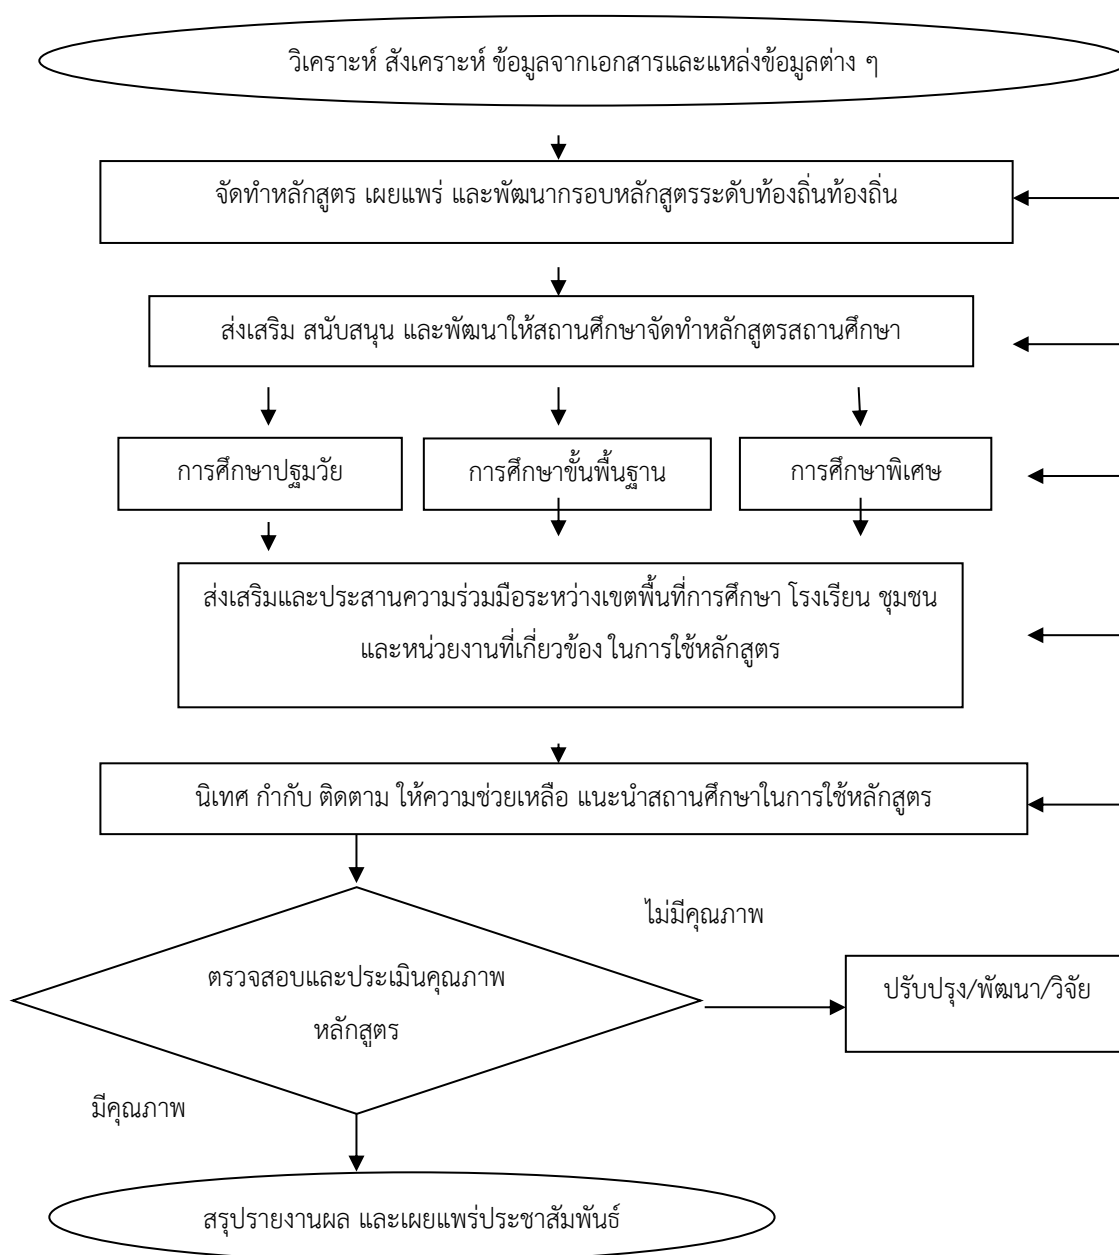 วิเคราะห์ สังเคราะห์ ข้อมูลจากเอกสารและแหล่งข้อมูลต่าง ๆ
จัดทำหลักสูตร เผยแพร่ และพัฒนากรอบหลักสูตรระดับท้องถิ่นท้องถิ่น
ส่งเสริม สนับสนุน และพัฒนาให้สถานศึกษาจัดทำหลักสูตรสถานศึกษา
การศึกษาปฐมวัย
การศึกษาขั้นพื้นฐาน
การศึกษาพิเศษ
ส่งเสริมและประสานความร่วมมือระหว่างเขตพื้นที่การศึกษา โรงเรียน ชุมชน
และหน่วยงานที่เกี่ยวข้อง ในการใช้หลักสูตร
นิเทศ กำกับ ติดตาม ให้ความช่วยเหลือ แนะนำสถานศึกษาในการใช้หลักสูตร
ไม่มีคุณภาพ
ตรวจสอบและประเมินคุณภาพ
หลักสูตร
ปรับปรุง/พัฒนา/วิจัย
มีคุณภาพ
สรุปรายงานผล และเผยแพร่ประชาสัมพันธ์